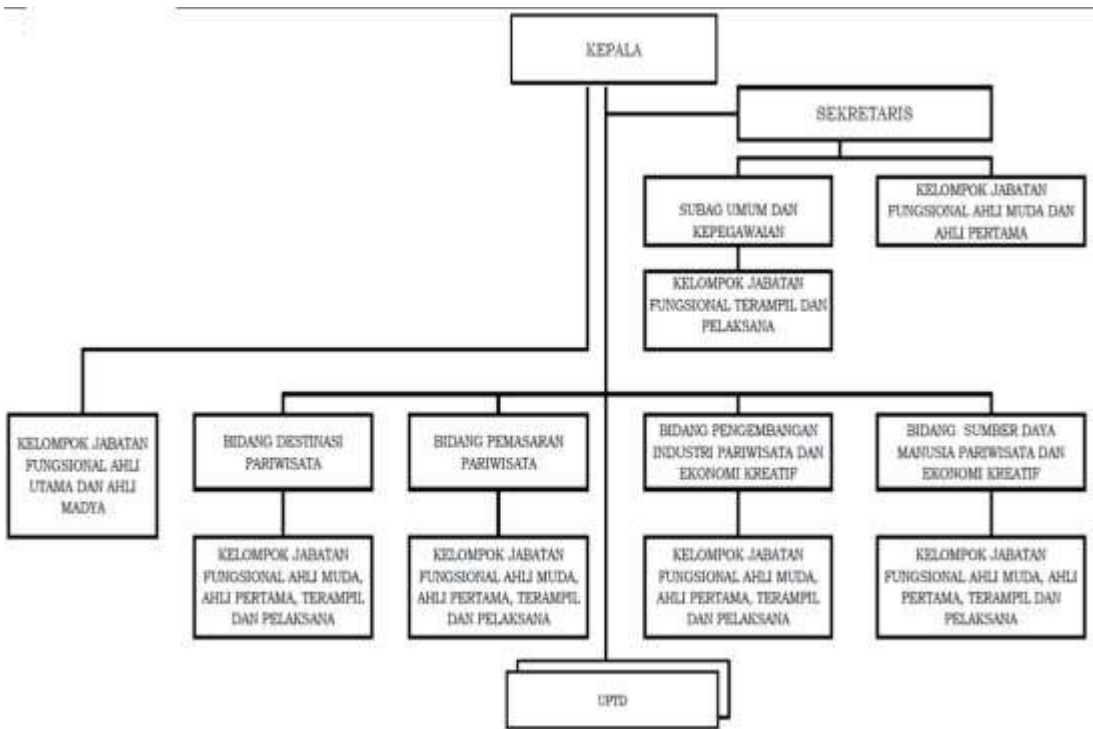 KEPALA
SEKRETARIS
SUBAG UMUM DAN
KEPEGAWAIAN
KELOMPOK JABATAN
FUNGSIONAL AHLI MUDA DAN
AHLI PERTAMA
KELOMPOK JABATAN
FUNGSIONAL TERAMPIL DAN
PELAKSANA
KELOMPOK JABATAN
FUNGSIONAL AHLI
UTAMA DAN AHLI
MADYA
BIDANG DESTINASI
PARIWISATA
BIDANG PEMASARAN
PARIWISATA
BIDANG PENGEMBANGAN
INDUSTRI PARIWISATA DAN
EKONOMI KREATIF
BIDANG SUMBER DAYA
MANUSIA PARIWISATA DAN
EKONOMI KREATIF
KELOMPOK JABATAN
FUNGSIONAL AHLI MUDA,
AHLI PERTAMA, TERAMPIL
DAN PELAKSANA
KELOMPOK JABATAN
FUNGSIONAL AHLI MUDA,
AHLI PERTAMA, TERAMPIL
DAN PELAKSANA
KELOMPOK JABATAN
FUNGSIONAL AHLI MUDA,
AHLI PERTAMA, TERAMPIL
DAN PELAKSANA
KELOMPOK JABATAN
FUNGSIONAL AHLI MUDA, AHLI
PERTAMA, TERAMPIL DAN
PELAKSANA
UPTD